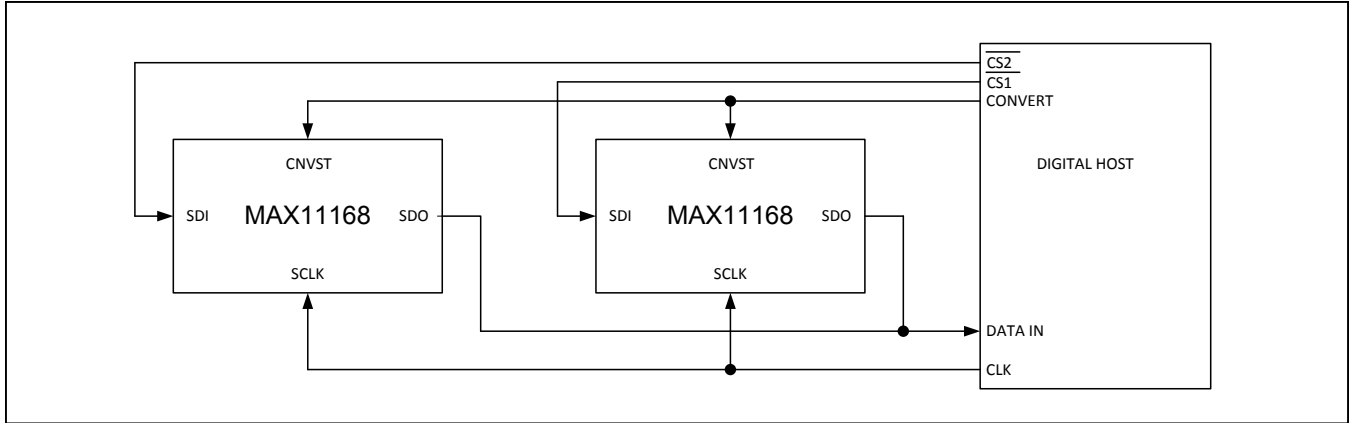 CS2
CS1
CONVERT
CNVST
CNVST
DIGITAL HOST
SDI
MAX11168
SDO
SDI
MAX11168
SDO
SCLK
SCLK
DATA IN
CLK